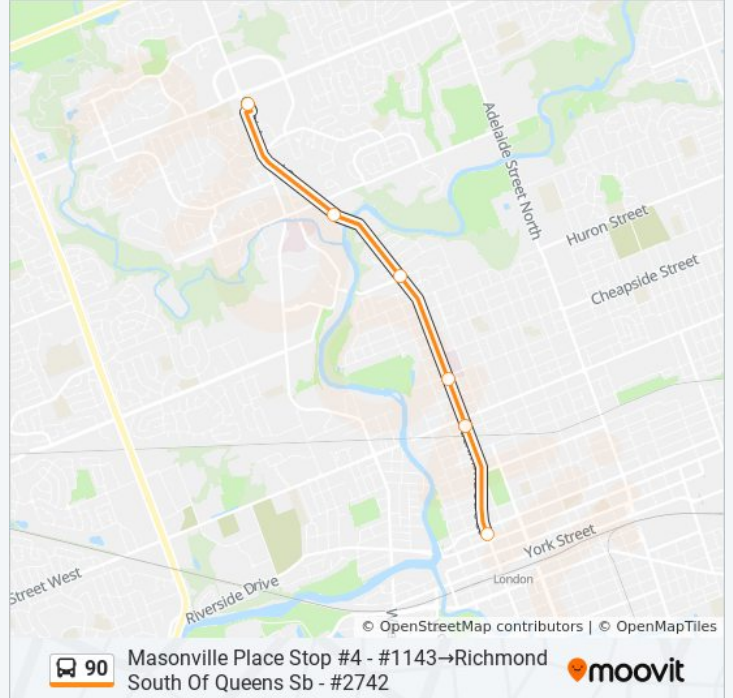 Adelaide Street North
Huron Street
Cheapside Street
York Street
London
Street West
Riverside Drive
W
© OpenStreetMap contributors | © OpenMapTiles
90
Masonville Place Stop #4 - #1143→Richmond
South Of Queens Sb - #2742
moovit